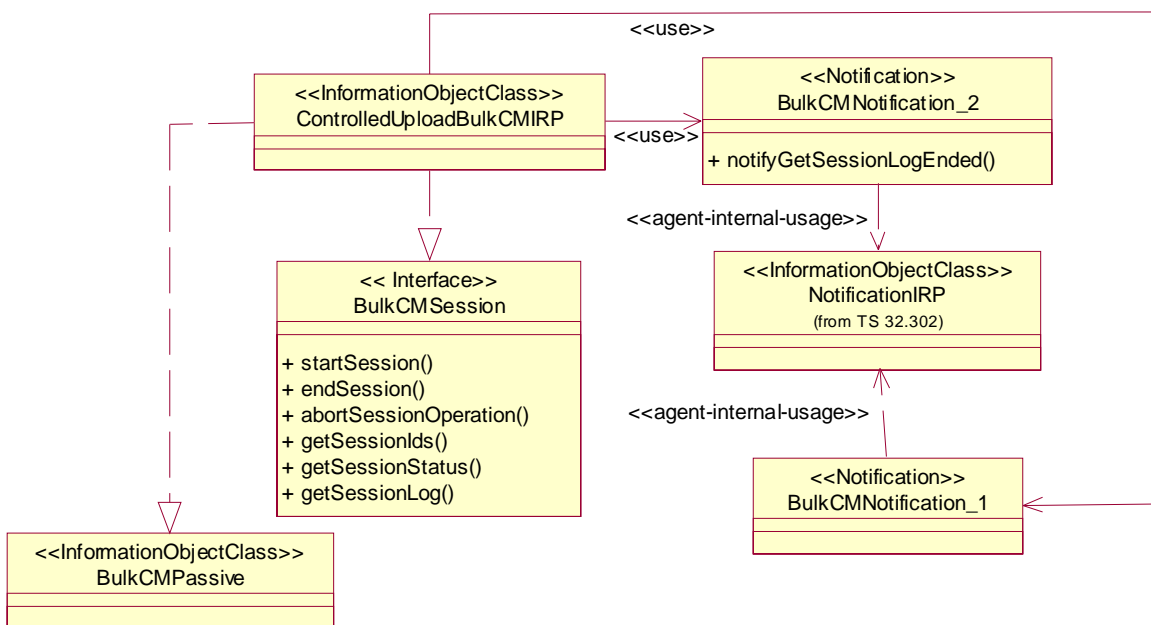 <<use>>
<<InformationObjectClass>>
ControlledUploadBulkCMIRP
<<use>>
<<Notification>>
BulkCMNotification_2
+ notifyGetSessionLogEnded()
<<agent-internal-usage>>
<< Interface>>
BulkCMSession
+ startSession()
+ endSession()
+ abortSessionOperation()
+ getSessionIds()
+ getSessionStatus()
+ getSessionLog()
<<InformationObjectClass>>
NotificationIRP
(from TS 32.302)
<<agent-internal-usage>>
<<Notification>>
BulkCMNotification_1
<<InformationObjectClass>>
BulkCMPassive